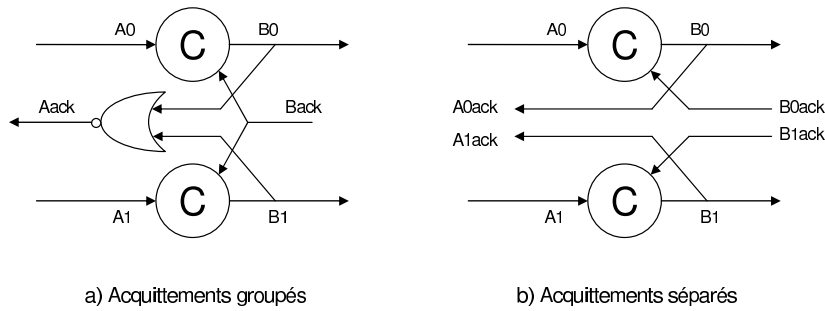 A0
B0
C
Aack
Back
C
A1
B1
a) Acquittements groupés
A0
B0
C
A0ack
B0ack
A1ack
B1ack
C
A1
B1
b) Acquittements séparés